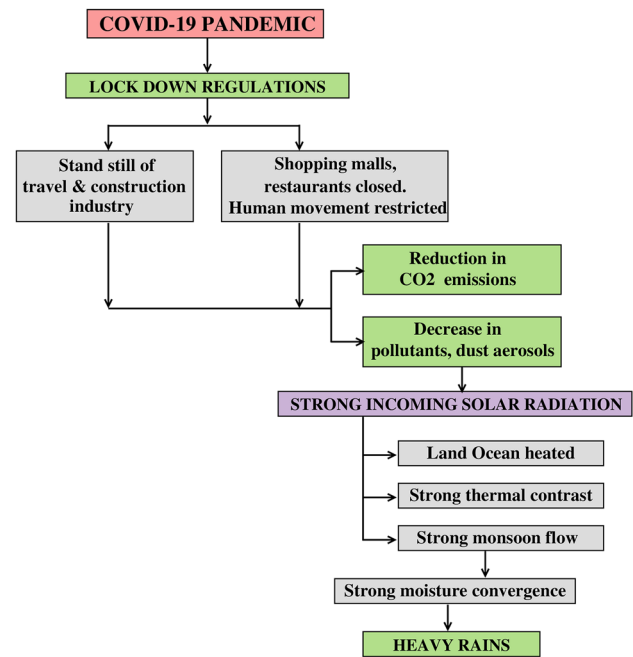 COVID-19 PANDEMIC
LOCK DOWN REGULATIONS
Stand still of
travel & construction
industry
Shopping malls,
restaurants closed.
Human movement restricted
Reduction in
CO2 emissions
Decrease in
pollutants, dust aerosols
STRONG INCOMING SOLAR RADIATION
Land Ocean heated
Strong thermal contrast
Strong monsoon flow
Strong moisture convergence
HEAVY RAINS